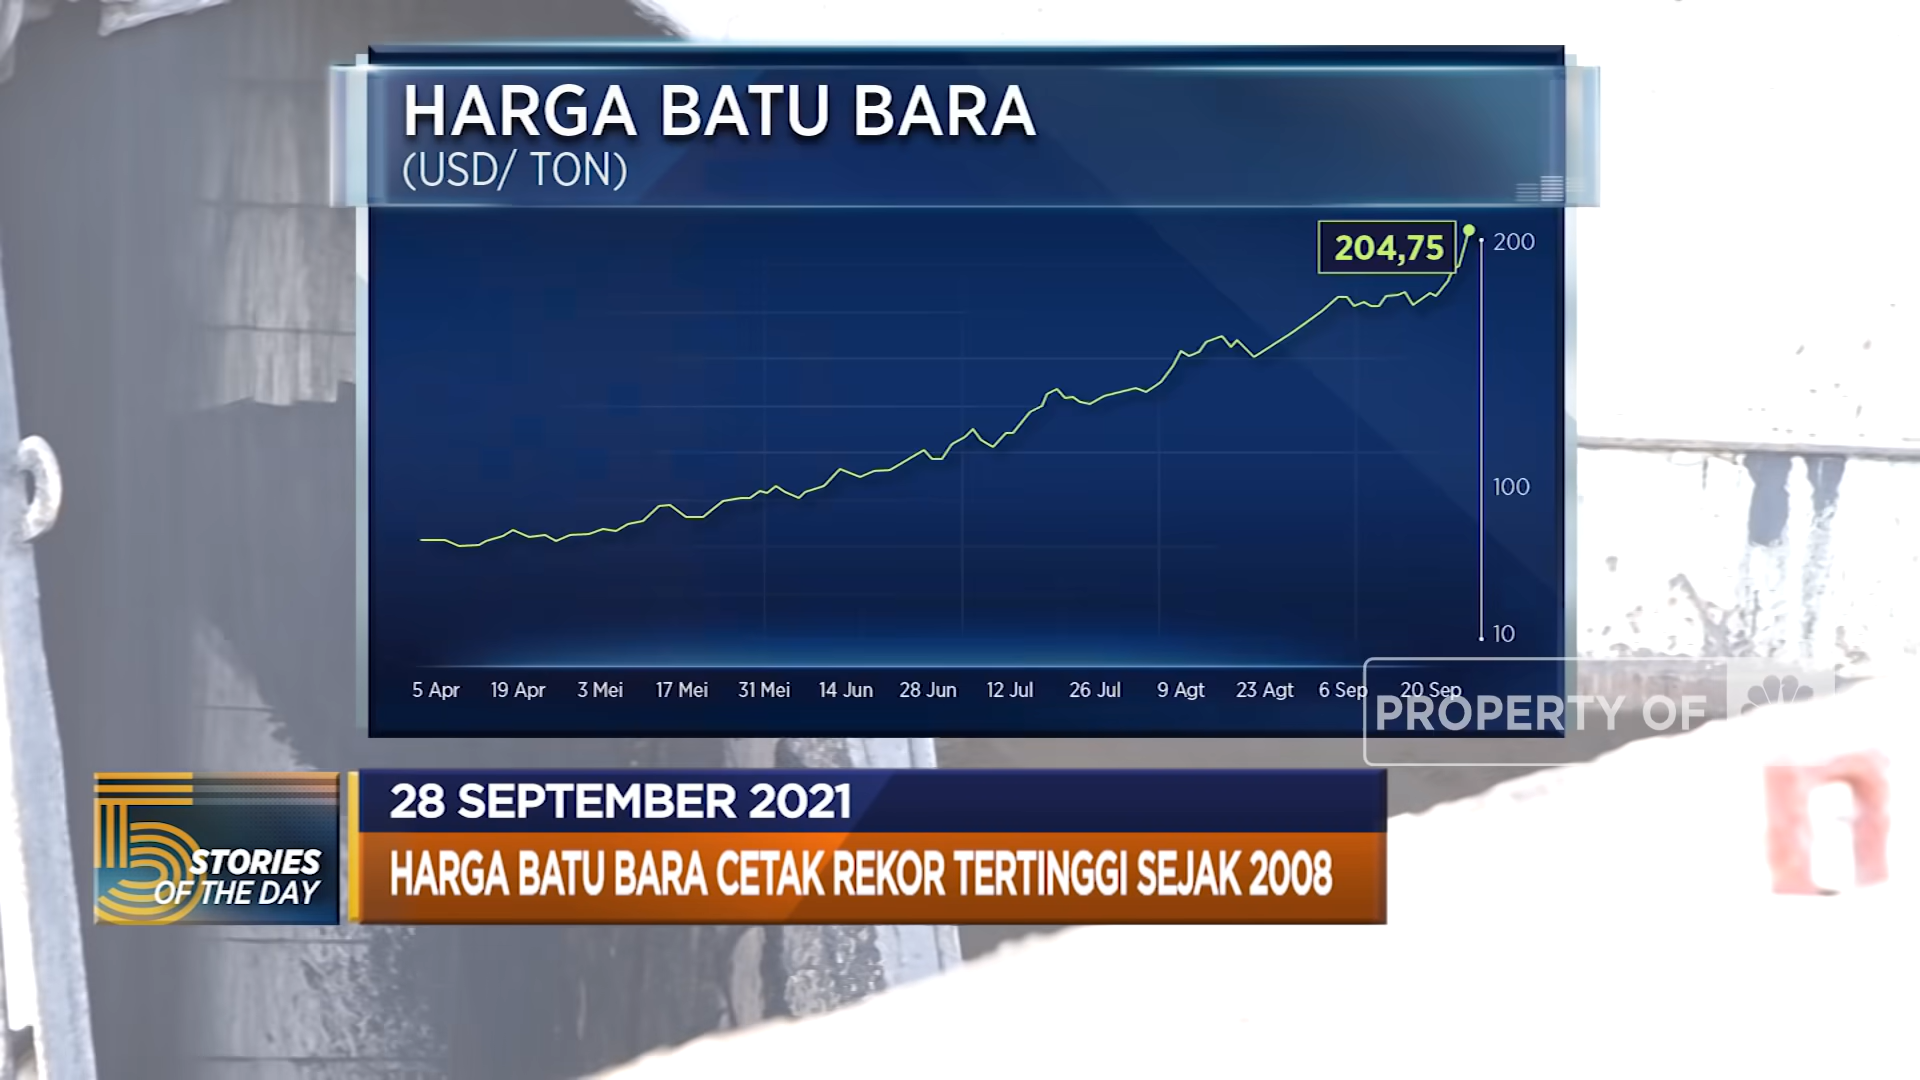 HARGA BATU BARA
(USD/ TON)
204,75
200
100
10
5 Apr 19 Apr 3 Mei 17 Mei 31 Mei 14 Jun 28 Jun 12 Jul 26 Jul 9 Agt 23 Agt 6 Sep 20 Sep
PROPERTY OF
28 SEPTEMBER 2021
5 STORIES
OF THE DAY
HARGA BATU BARA CETAK REKOR TERTINGGI SEJAK 2008